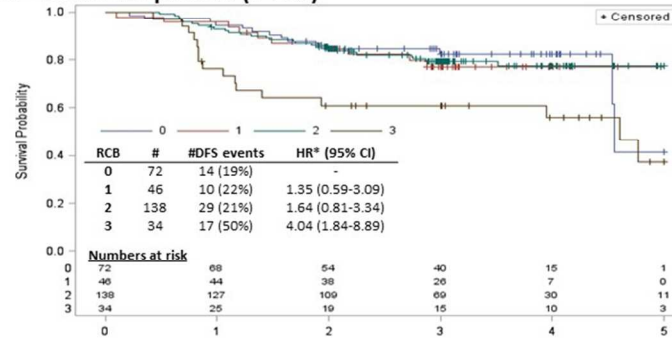 + Censored
1.0
0.8
0.6
0.4
0.2
0.0
Survival Probability
0 1 2 3
RCB # #DFS events HR* (95% CI)
0 72 14 (19%) -
1 46 10 (22%) 1.35 (0.59-3.09)
2 138 29 (21%) 1.64 (0.81-3.34)
3 34 17 (50%) 4.04 (1.84-8.89)
Numbers at risk
0 72 68 54 40 15 1
1 46 44 38 26 7 0
2 138 127 109 69 30 11
3 34 25 19 15 10 3
0 1 2 3 4 5